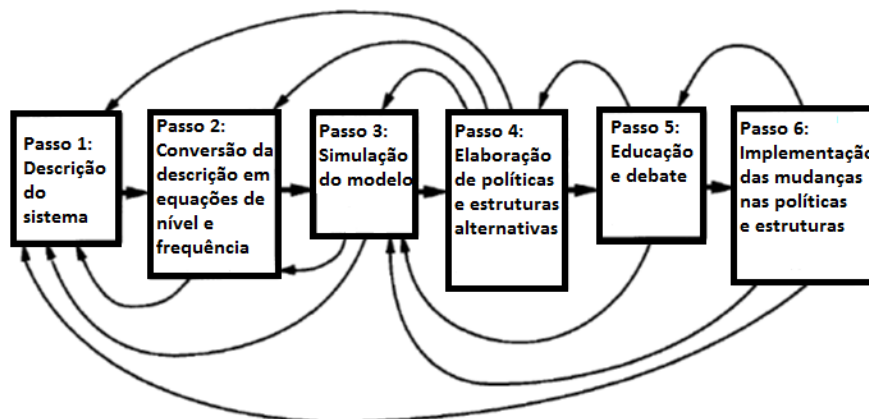 Passo 1:
Descrição
do
sistema
Passo 2:
Conversão da
descrição em
equações de
nível e
frequência
Passo 3:
Simulação
do modelo
Passo 4:
Elaboração
de políticas
e estruturas
alternativas
Passo 5:
Educação
e debate
Passo 6:
Implementação
das mudanças
nas políticas
e estruturas